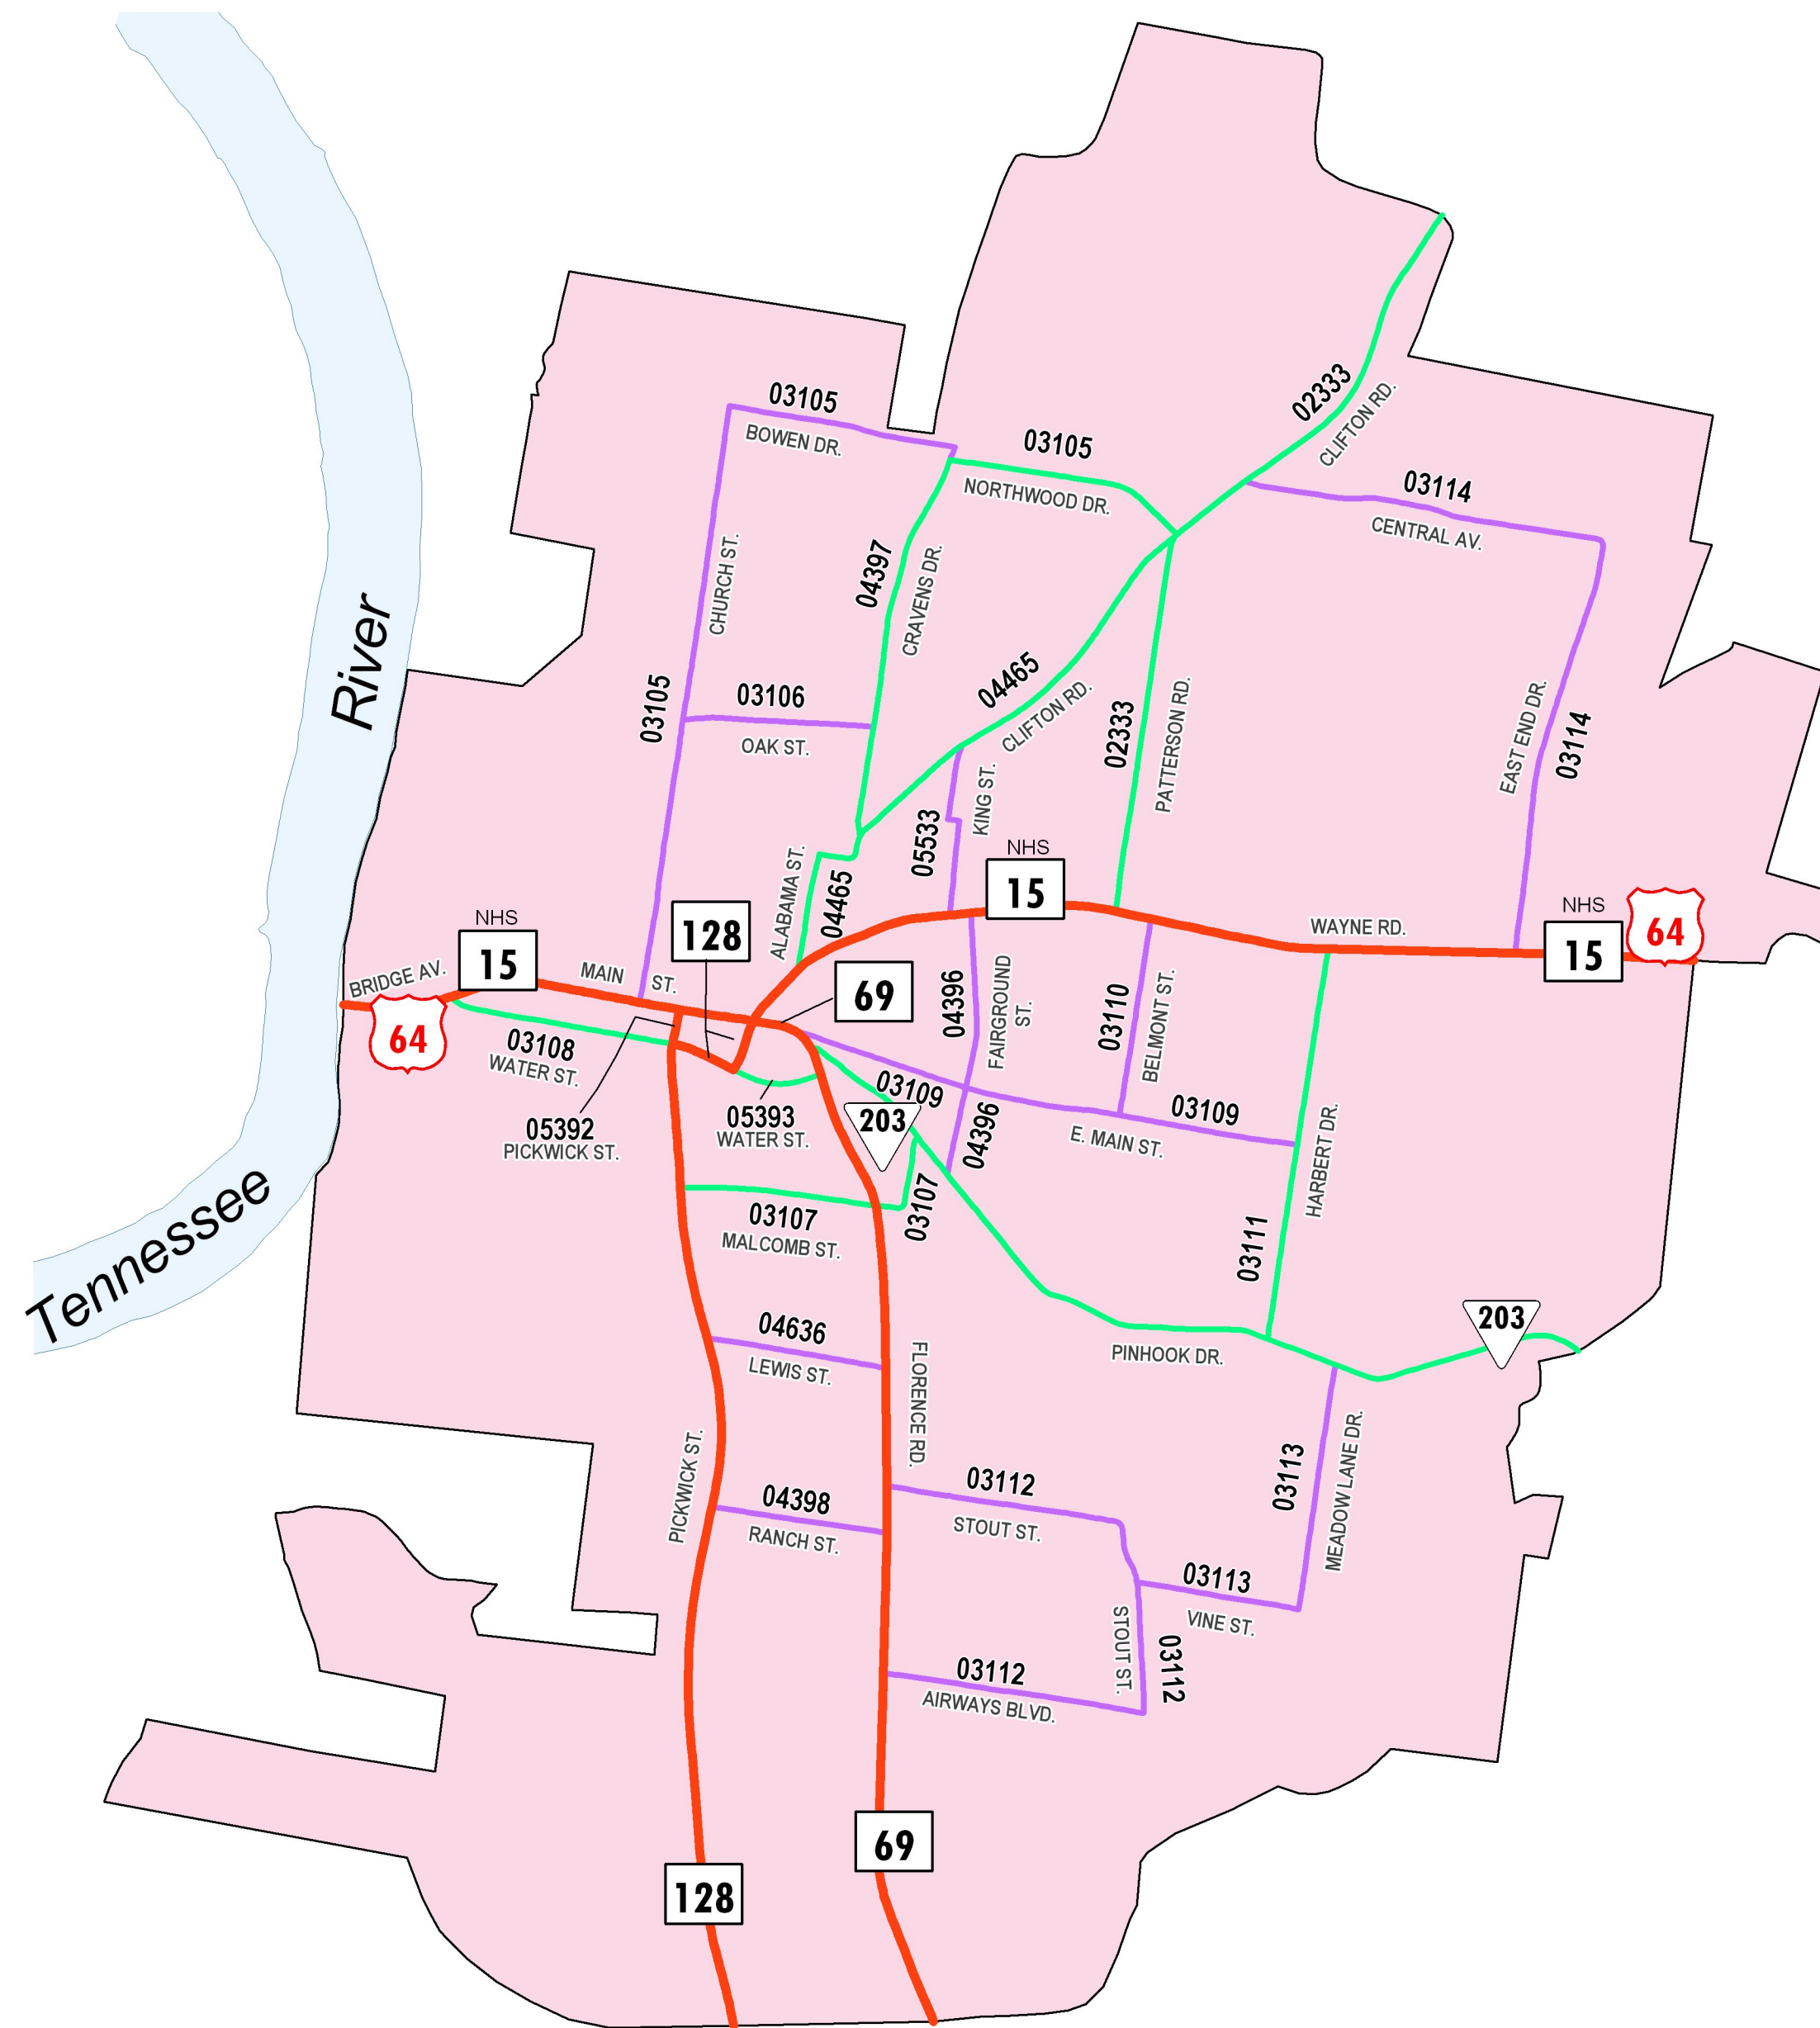 02333
CLIFTON RD.
03105
BOWEN DR.
03105
NORTHWOOD DR.
03114
CENTRAL AV.
CHURCH ST.
04397
CRAVENS DR.
River
03105
03106
OAK ST.
04465
CLIFTON RD.
02333
PATTERSON RD.
EAST END DR.
03114
KING ST.
05533
NHS
15
ALABAMA ST.
04465
128
NHS
15
BRIDGE AV.
MAIN ST.
WAYNE RD.
NHS
15
64
69
64
04396
FAIRGROUND
ST.
03110
BELMONT ST.
03108
WATER ST.
05392
PICKWICK ST.
05393
WATER ST.
03109
203
04396
03109
E. MAIN ST.
HARBERT DR.
Tennessee
03107
MALCOMB ST.
03107
03111
203
PINHOOK DR.
04636
LEWIS ST.
FLORENCE RD.
PICKWICK ST.
04398
RANCH ST.
03112
STOUT ST.
03113
MEADOW LANE DR.
03113
VINE ST.
STOUT ST.
03112
03112
AIRWAYS BLVD.
69
128